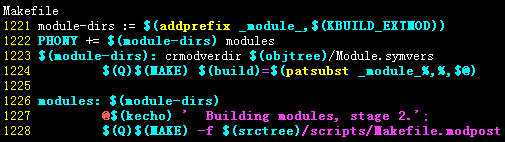 Makefile
1221 module-dirs := $(addprefix _module_,$(KBUILD_EXTMOD))
1222 PHONY += $(module-dirs) modules
1223 $(module-dirs): crmodverdir $(objtree)/Module.symvers
1224         $(Q)$(MAKE) $(build)=$(patsubst _module_%,%,$@)
1225
1226 modules: $(module-dirs)
1227         @$(kecho) '  Building modules, stage 2.';
1228         $(Q)$(MAKE) -f $(srctree)/scripts/Makefile.modpost